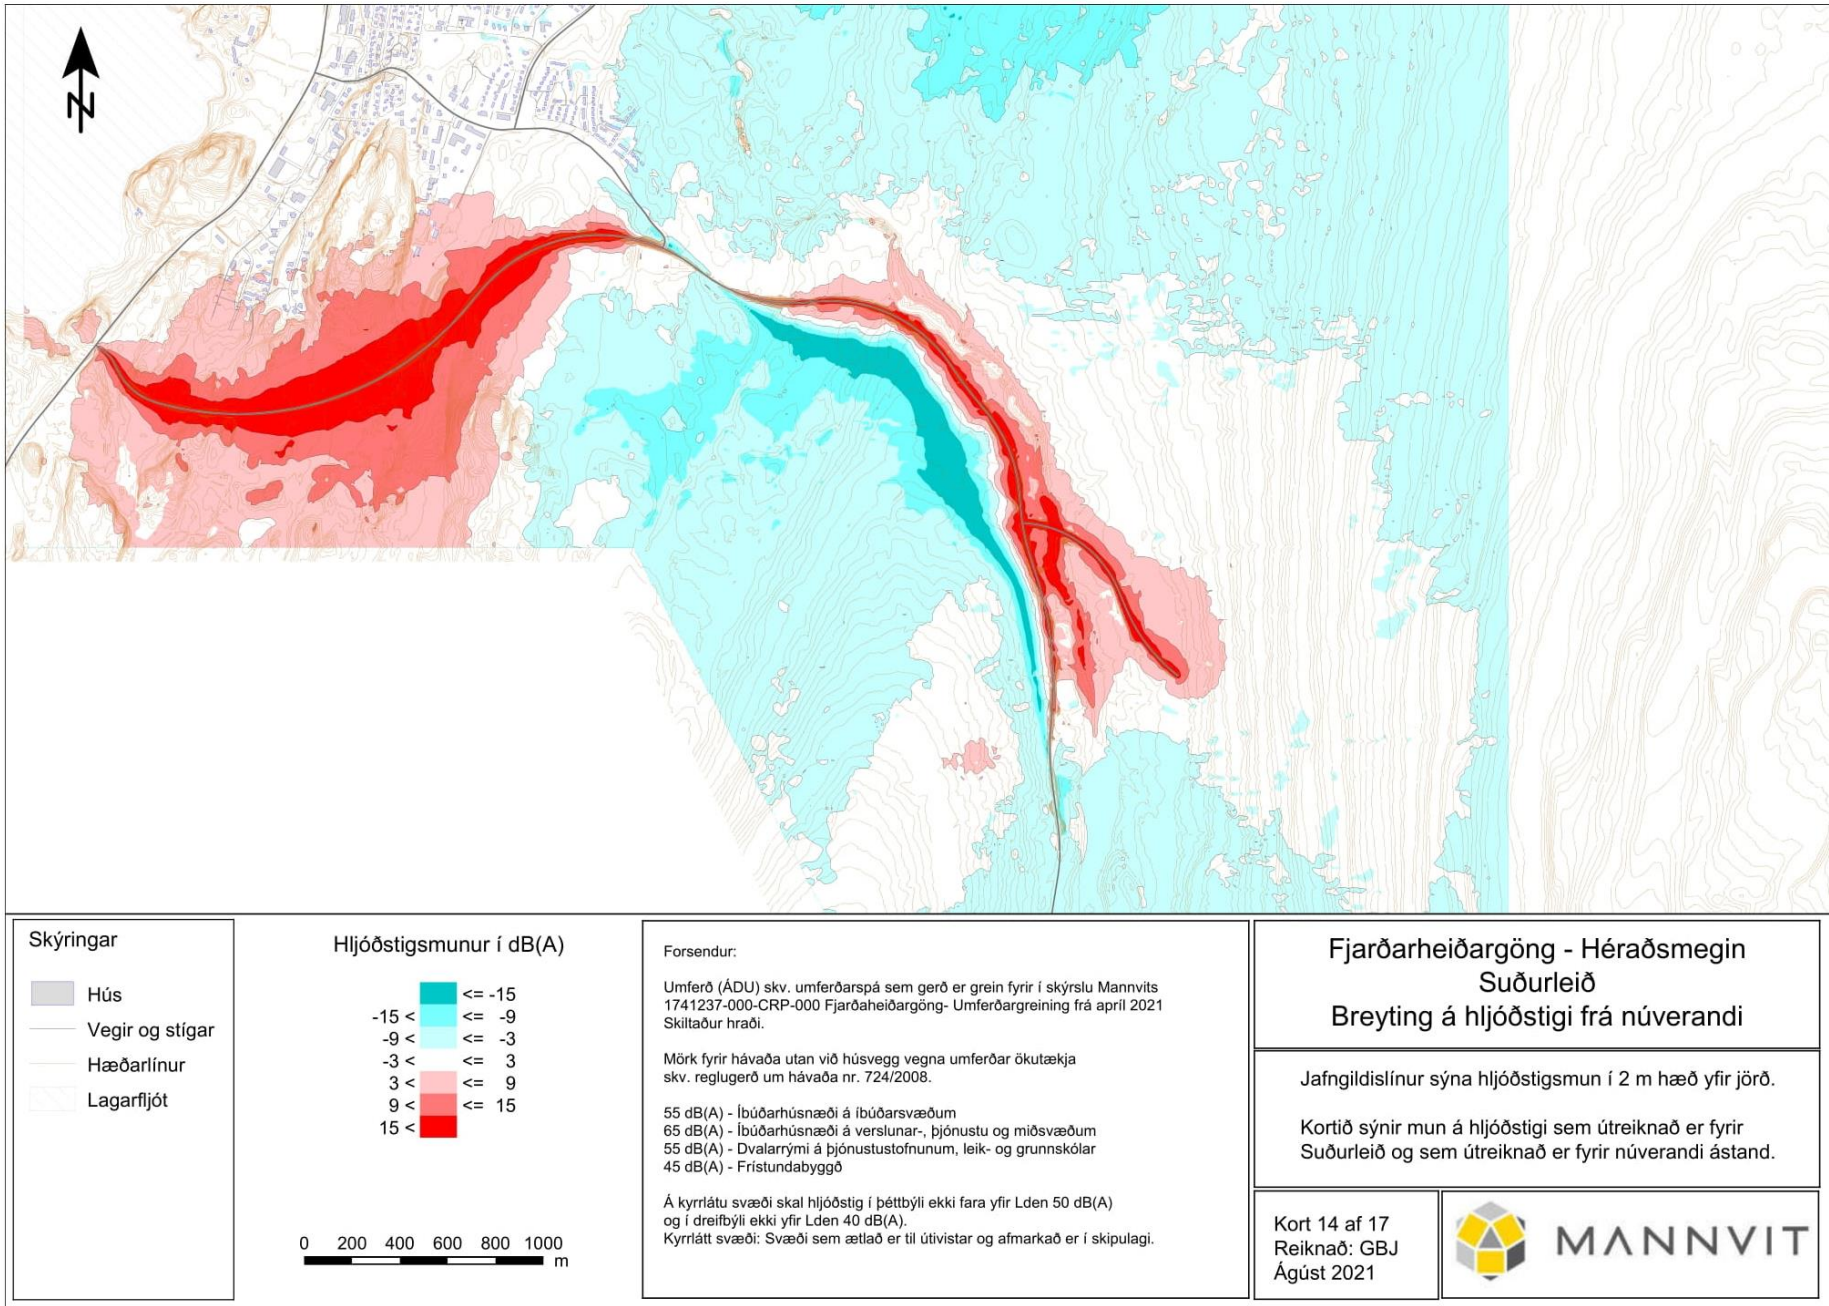 N
Skýringar
Hús
Vegir og stígar
Hæðarlínur
Lagarfljót
Hljóðstigsmunur í dB(A)
<= -15
-15 < <= -9
-9 < <= -3
-3 < <= 3
3 < <= 9
9 < <= 15
15 <
0 200 400 600 800 1000
m
Forsendur:
Umferð (ÁDU) skv. umferðarspá sem gerð er grein fyrir í skýrslu Mannvits
1741237-000-CRP-000 Fjarðaheiðargöng- Umferðargreining frá apríl 2021
Skiltaður hraði.
Mörk fyrir hávaða utan við húsvegg vegna umferðar ökutækja
skv. reglugerð um hávaða nr. 724/2008.
55 dB(A) - Íbúðarhúsnæði á íbúðarsvæðum
65 dB(A) - Íbúðarhúsnæði á verslunar-, þjónustu og miðsvæðum
55 dB(A) - Dvalarrými á þjónustustofnunum, leik- og grunnskólar
45 dB(A) - Frístundabyggð
Á kyrrlátu svæði skal hljóðstig í þéttbýli ekki fara yfir Lden 50 dB(A)
og í dreifbýli ekki yfir Lden 40 dB(A).
Kyrrlátt svæði: Svæði sem ætlað er til útivistar og afmarkað er í skipulagi.
Fjarðarheiðargöng - Héraðsmegin
Suðurleið
Breyting á hljóðstigi frá núverandi
Jafngildislínur sýna hljóðstigsmun í 2 m hæð yfir jörð.
Kortið sýnir mun á hljóðstigi sem útreiknað er fyrir
Suðurleið og sem útreiknað er fyrir núverandi ástand.
Kort 14 af 17
Reiknað: GBJ
Ágúst 2021
MANNVIT